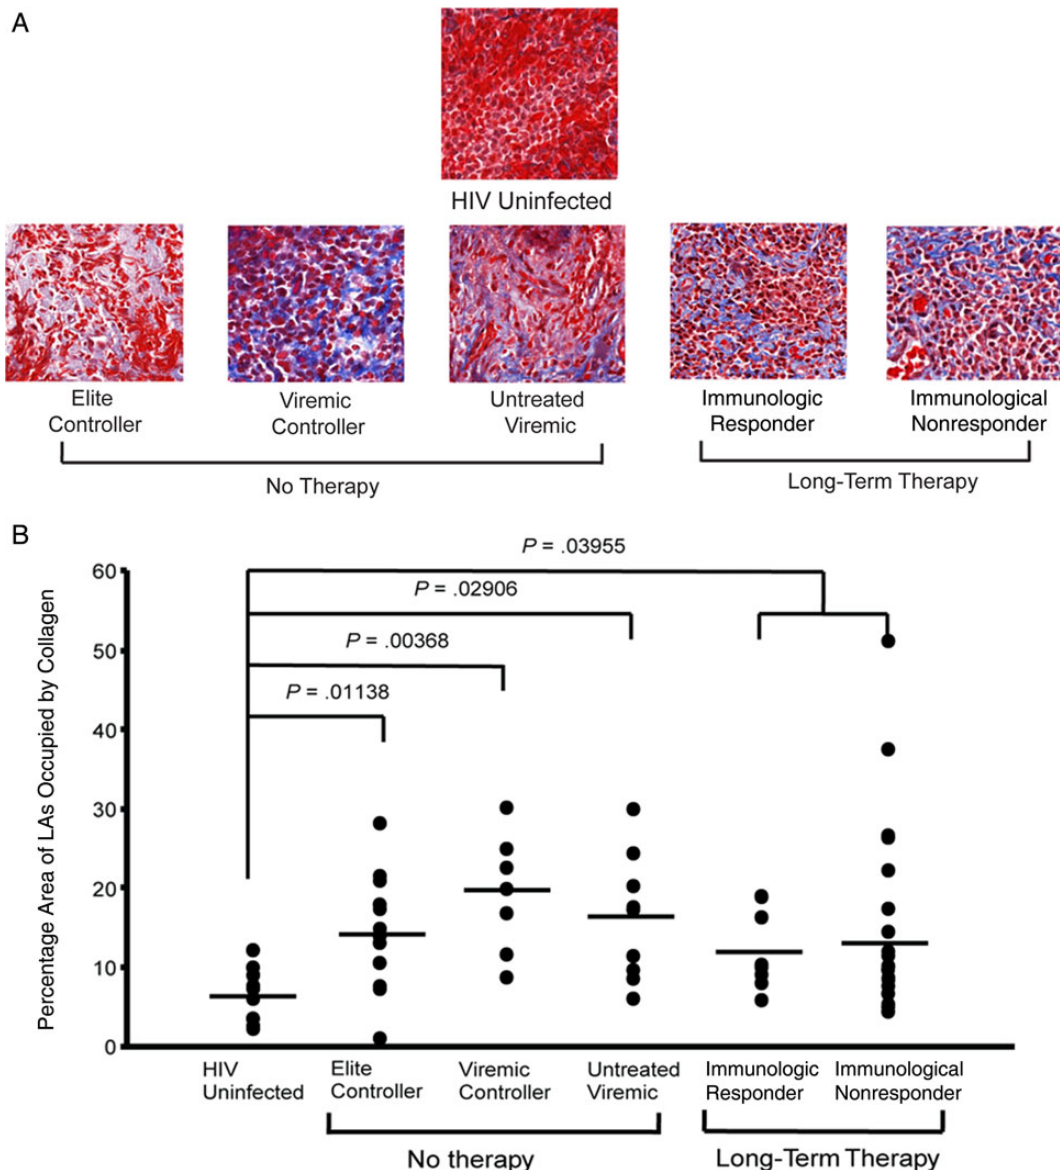 A
HIV Uninfected
Elite
Controller
Viremic
Controller
Untreated
Viremic
Immunologic
Responder
Immunological
Nonresponder
No Therapy
Long-Term Therapy
B
P = .03955
P = .02906
P = .00368
P = .01138
Percentage Area of LAs Occupied by Collagen
60
50
40
30
20
10
0
HIV
Uninfected
Elite
Controller
Viremic
Controller
Untreated
Viremic
Immunologic
Responder
Immunological
Nonresponder
No therapy
Long-Term Therapy